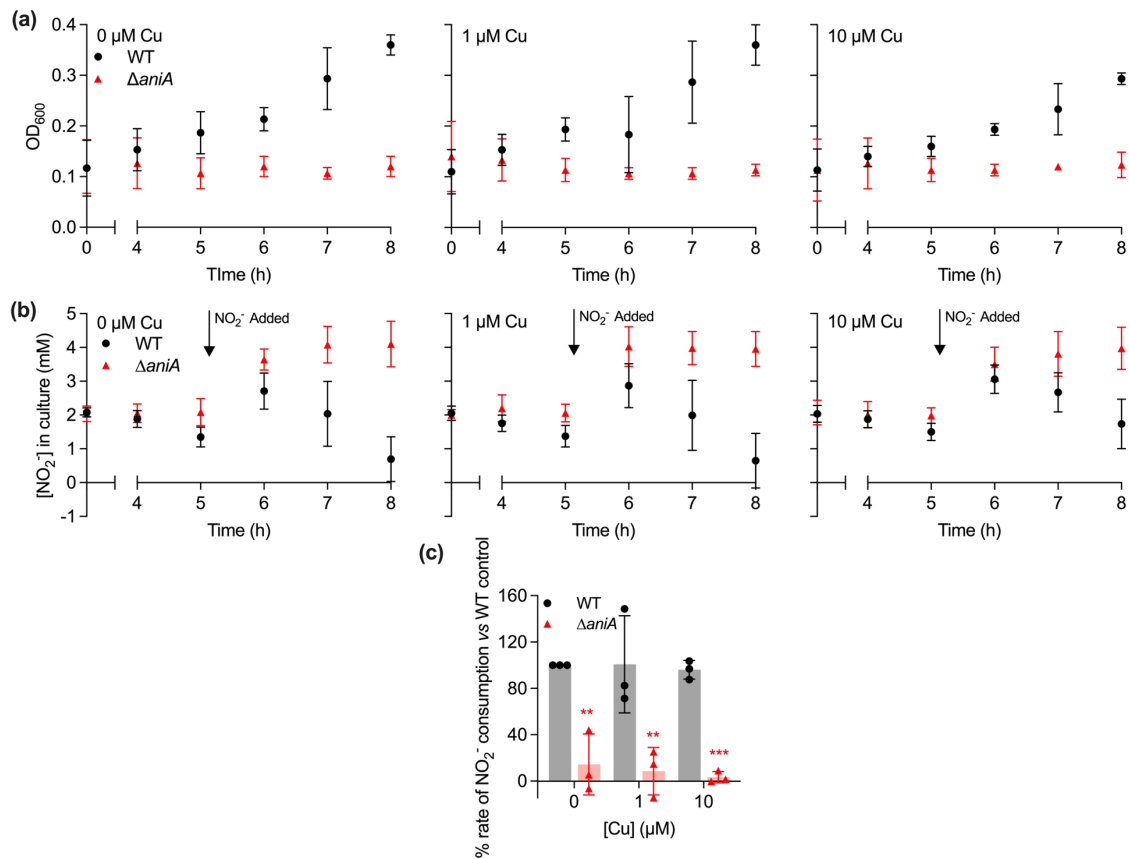 (a)
0 µM Cu
WT
ΔaniA
OD600
0.4
0.3
0.2
0.1
0.0
0 4 5 6 7 8
TIme (h)
1 µM Cu
0 4 5 6 7 8
Time (h)
10 µM Cu
0 4 5 6 7 8
Time (h)
(b)
0 µM Cu
WT
ΔaniA
NO2- Added
[NO2-] in culture (mM)
5
4
3
2
1
0
-1
0 4 5 6 7 8
Time (h)
1 µM Cu
NO2- Added
0 4 5 6 7 8
Time (h)
10 µM Cu
NO2- Added
0 4 5 6 7 8
Time (h)
(c)
% rate of NO2- consumption vs WT control
WT
ΔaniA
160
120
80
40
0
**
**
***
0 1 10
[Cu] (µM)